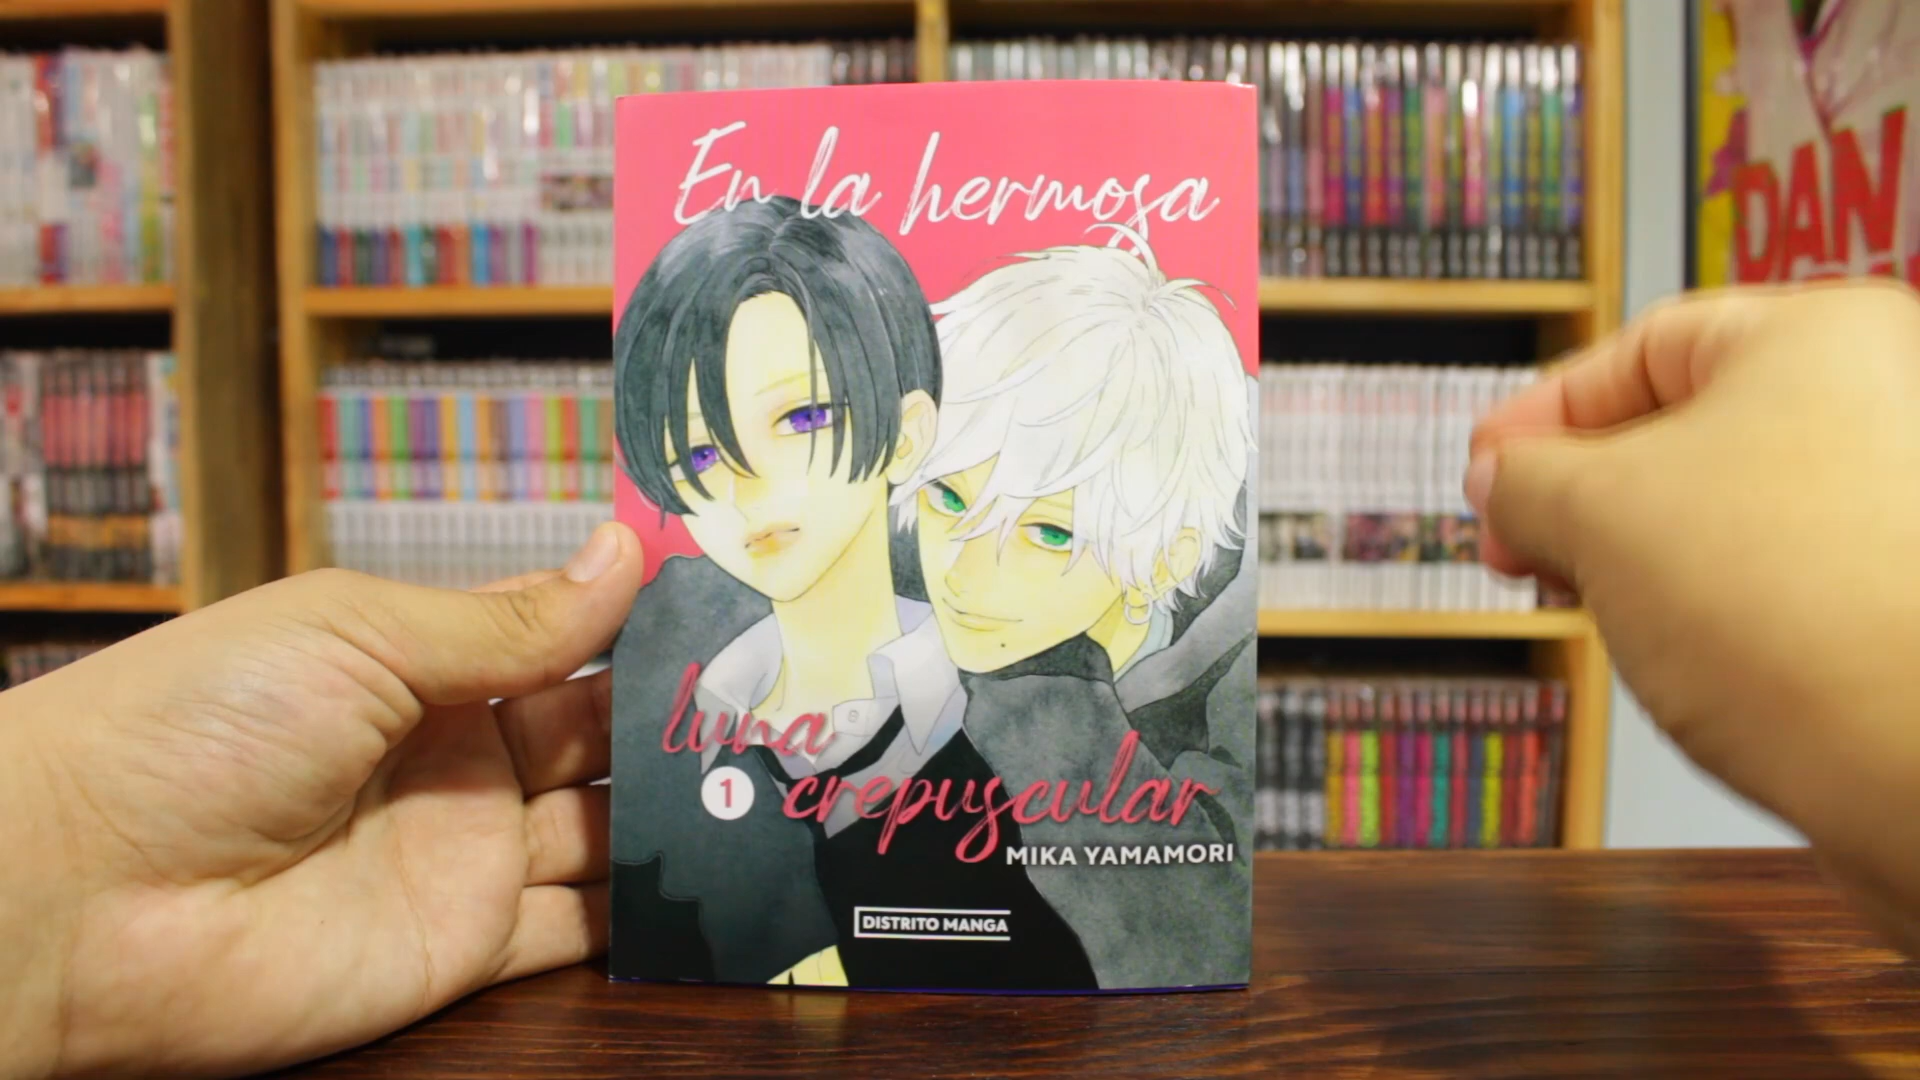 En la hermosa
luna
1 crepuscular
MIKA YAMAMORI
DISTRITO MANGA
DAN